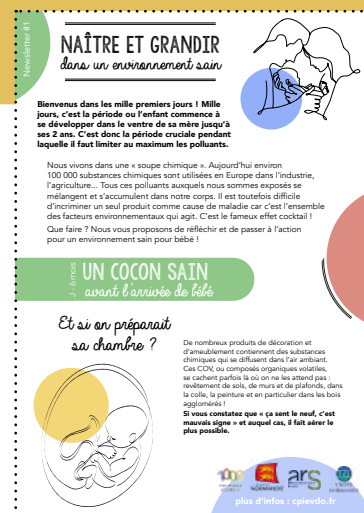 Newsletter #1
NAÎTRE ET GRANDIR
dans un environnement sain
Bienvenus dans les mille premiers jours ! Mille
jours, c'est la période ou l'enfant commence à
se développer dans le ventre de sa mère jusqu'à
ses 2 ans. C'est donc la période cruciale pendant
laquelle il faut limiter au maximum les polluants.
Nous vivons dans une « soupe chimique ». Aujourd'hui environ
100 000 substances chimiques sont utilisées en Europe dans l'industrie,
l'agriculture... Tous ces polluants auxquels nous sommes exposés se
mélangent et s'accumulent dans notre corps. Il est toutefois difficile
d'incriminer un seul produit comme cause de maladie car c'est l'ensemble
des facteurs environnementaux qui agit. C'est le fameux effet cocktail !
Que faire ? Nous vous proposons de réfléchir et de passer à l'action
pour un environnement sain pour bébé !
J - 6 mois
UN COCON SAIN
avant l'arrivée de bébé
Et si on préparait
sa chambre ?
De nombreux produits de décoration et
d'ameublement contiennent des substances
chimiques qui se diffusent dans l'air ambiant.
Ces COV, ou composés organiques volatiles,
se cachent parfois là où on ne les attend pas :
revêtement de sols, de murs et de plafonds, dans
la colle, la peinture et en particulier dans les bois
agglomérés !
Si vous constatez que « ça sent le neuf, c'est
mauvais signe » et auquel cas, il fait aérer le
plus possible.
1000
NORMANDIE
ars
plus d'infos : cpievdo.fr